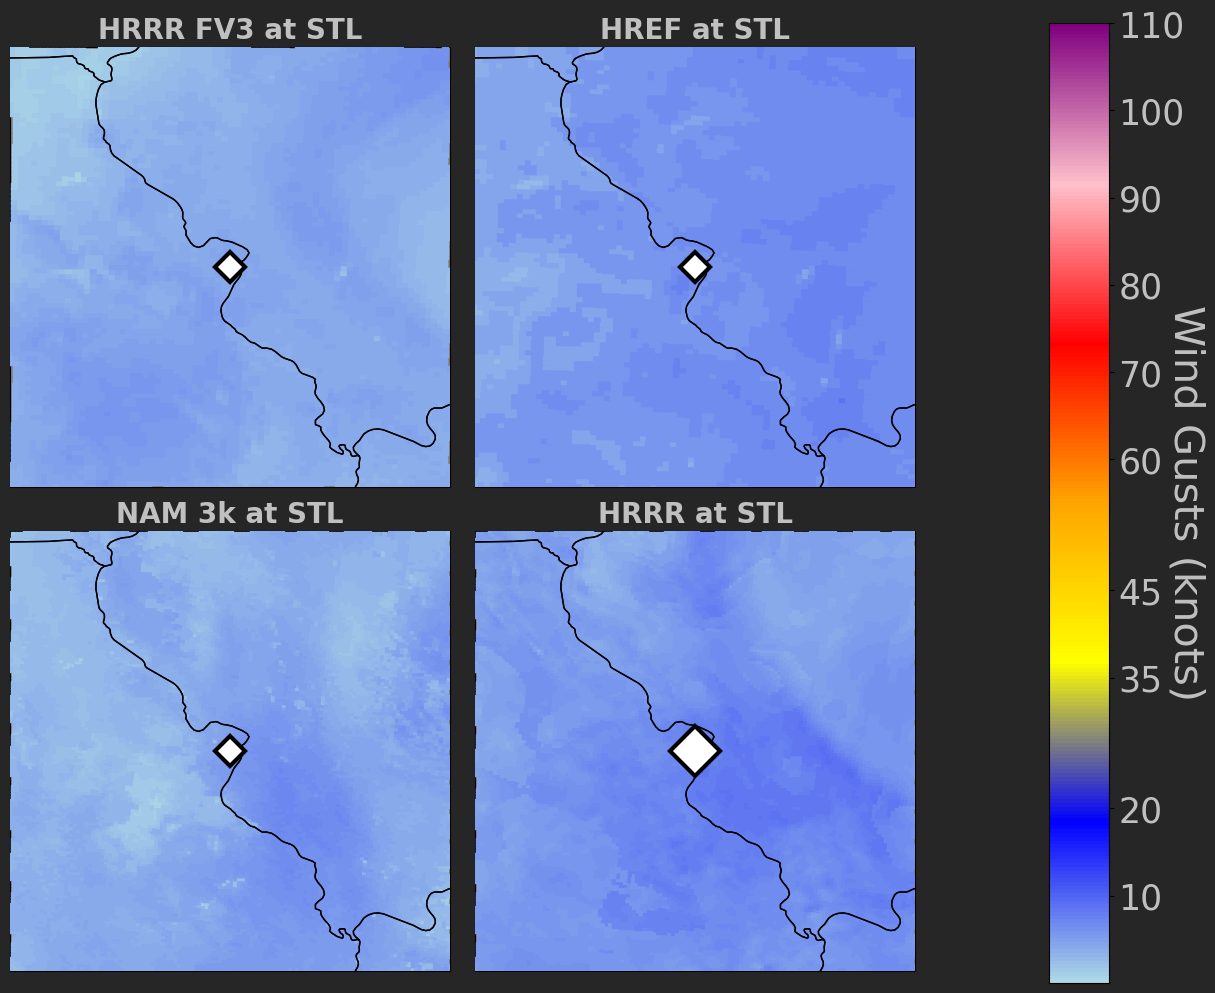 HRRR FV3 at STL
HREF at STL
NAM 3k at STL
HRRR at STL
110
100
90
80
70
60
45
35
20
10
Wind Gusts (knots)